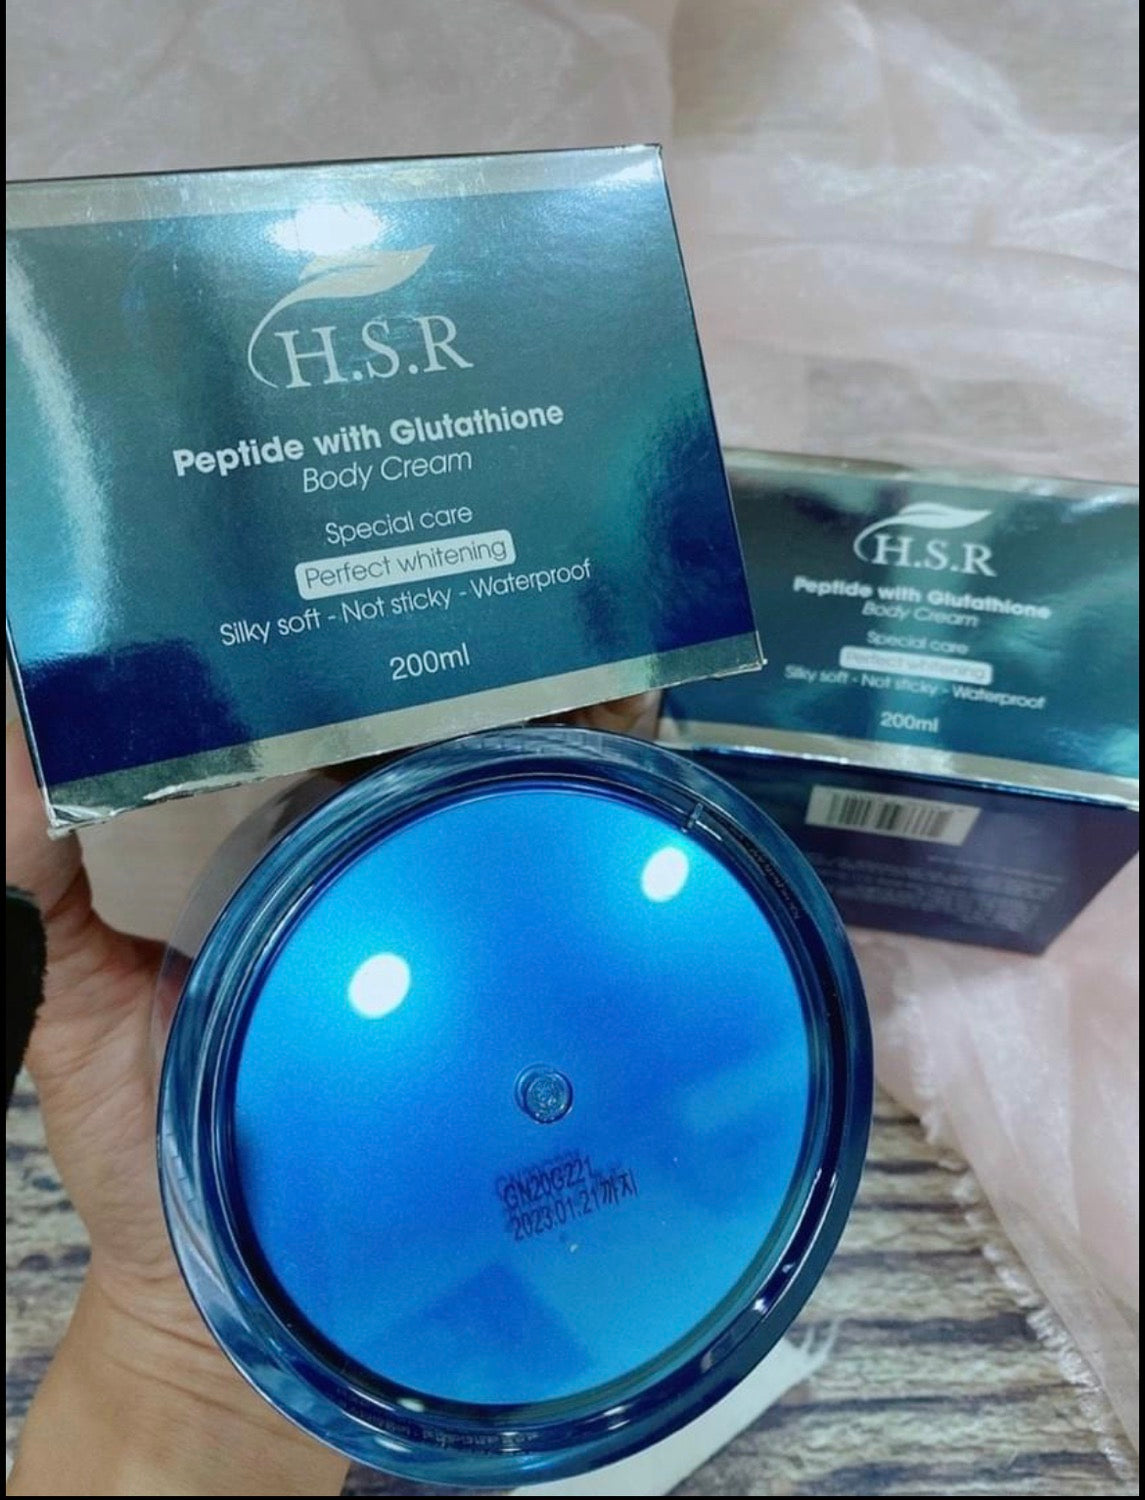 H.S.R
Peptide with Glutathione
Body Cream
Special care
Perfect whitening
Silky soft - Not sticky - Waterproof
200ml
H.S.R
Peptide with Glutathione
Body Cream
Special care
Perfect whitening
Silky soft - Not sticky - Waterproof
200ml
GN20G221
2023.01.21까지